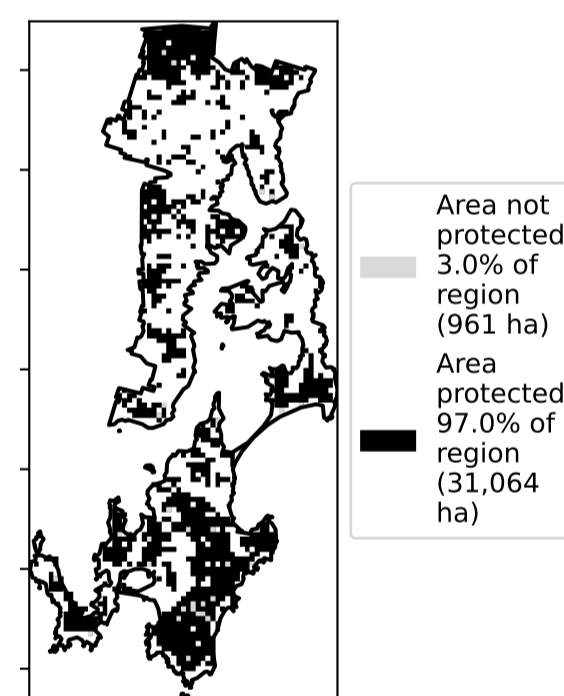 Area not
protected
3.0% of
region
(961 ha)
Area
protected
97.0% of
region
(31,064
ha)